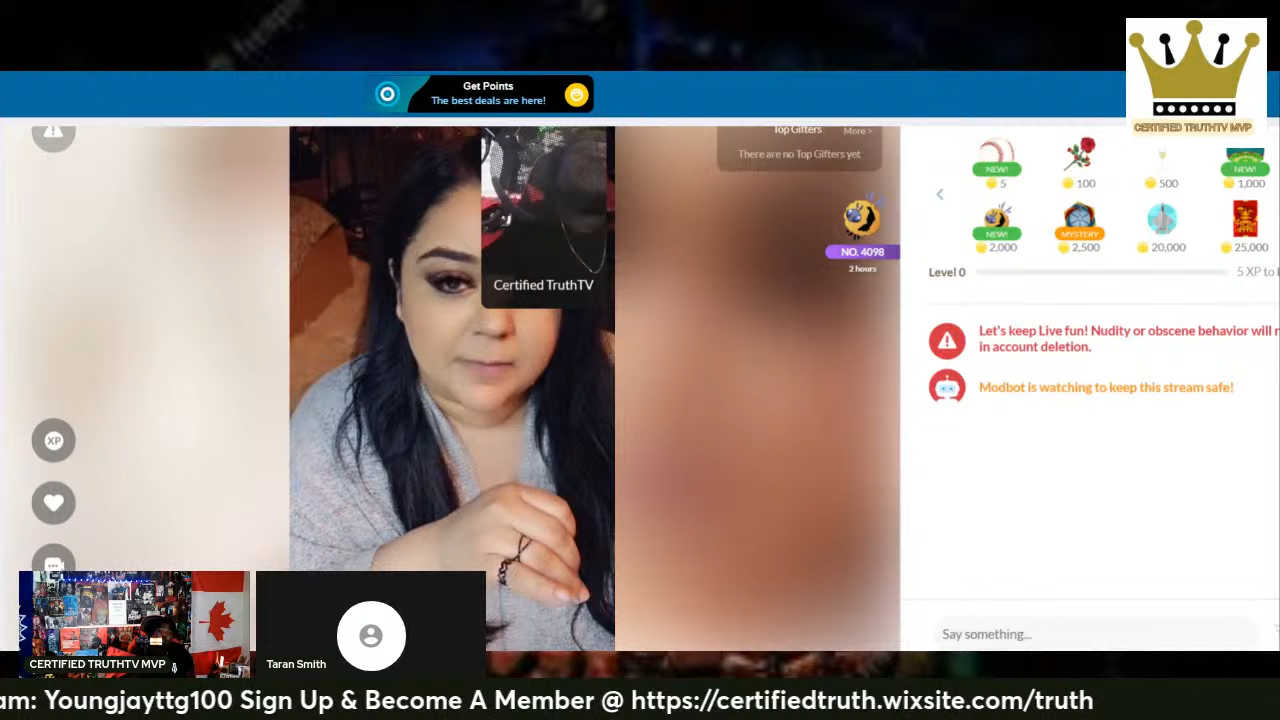 Get Points
The best deals are here!
CERTIFIED TRUTHTV MVP
Top Gifters
More >
There are no Top Gifters yet
NEW!
5
100
500
NEW!
1,000
NEW!
2,000
MYSTERY
2,500
20,000
25,000
NO. 4098
2 hours
Level 0
5 XP to
Certified TruthTV
Let's keep Live fun! Nudity or obscene behavior will
in account deletion.
Modbot is watching to keep this stream safe!
XP
Say something...
CERTIFIED TRUTHTV MVP
Taran Smith
am: Youngjayttg100 Sign Up & Become A Member @ https://certifiedtruth.wixsite.com/truth